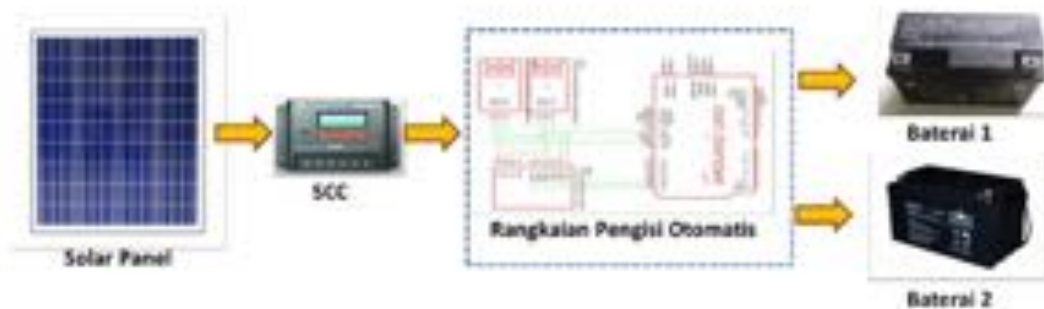 Solar Panel
SCC
Rangkaian Pengisi Otomatis
Baterai 1
Baterai 2